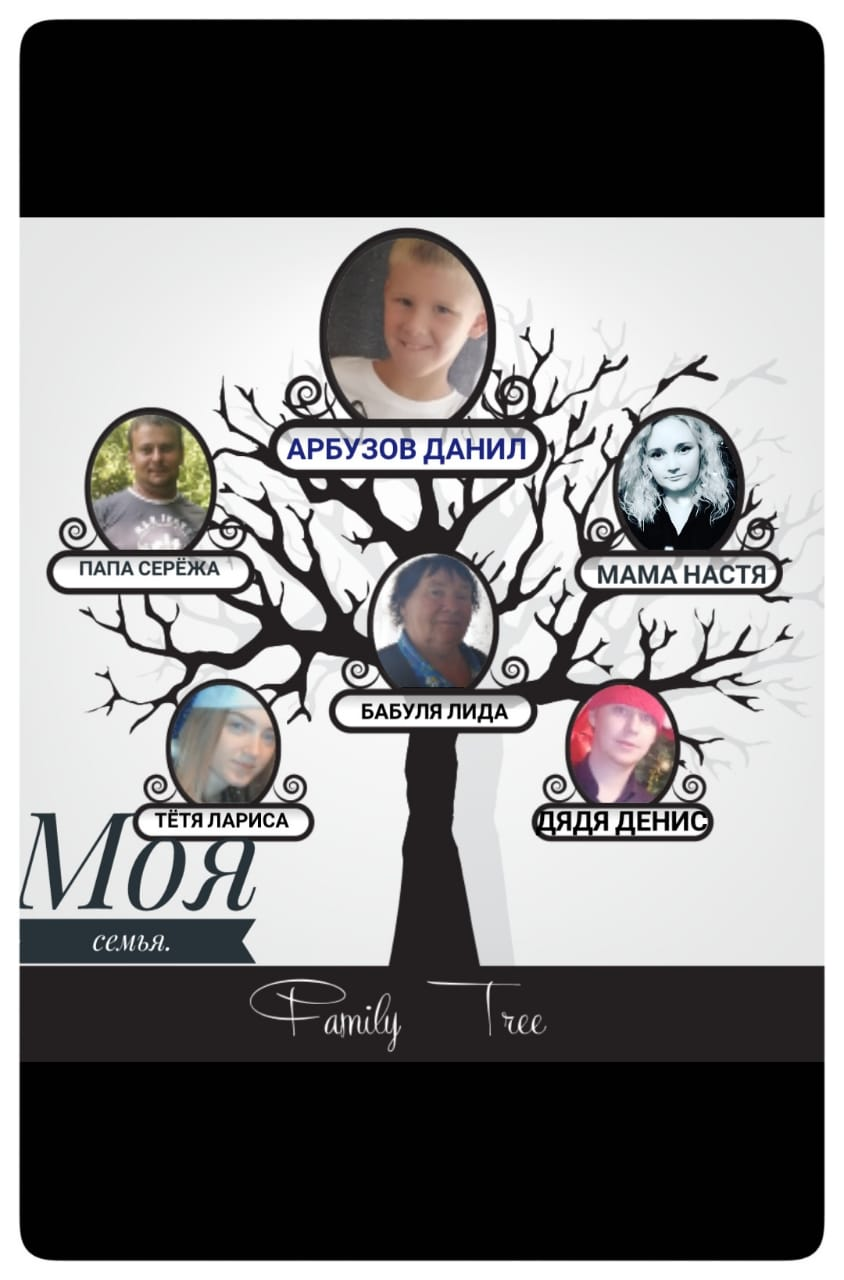 АРБУЗОВ ДАНИЛ
ПАПА СЕРЁЖА
МАМА НАСТЯ
БАБУЛЯ ЛИДА
ТЁТЯ ЛАРИСА
ДЯДЯ ДЕНИС
Моя
семья.
Family Tree